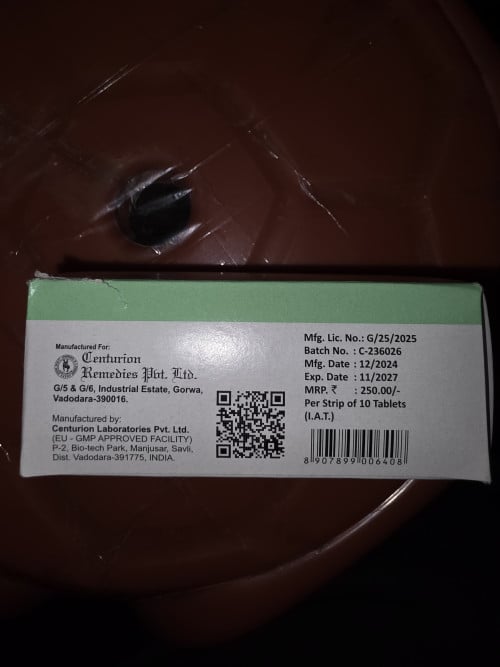 Manufactured For:
Centurion
Remedies Pvt. Ltd.
G/5 & G/6, Industrial Estate, Gorwa,
Vadodara-390016.
Manufactured by:
Centurion Laboratories Pvt. Ltd.
(EU - GMP APPROVED FACILITY)
P-2, Bio-tech Park, Manjusar, Savli,
Dist. Vadodara-391775, INDIA.
Mfg. Lic. No.: G/25/2025
Batch No. : C-236026
Mfg. Date : 12/2024
Exp. Date : 11/2027
MRP. ₹ : 250.00/-
Per Strip of 10 Tablets
(I.A.T.)
8 907899 006408